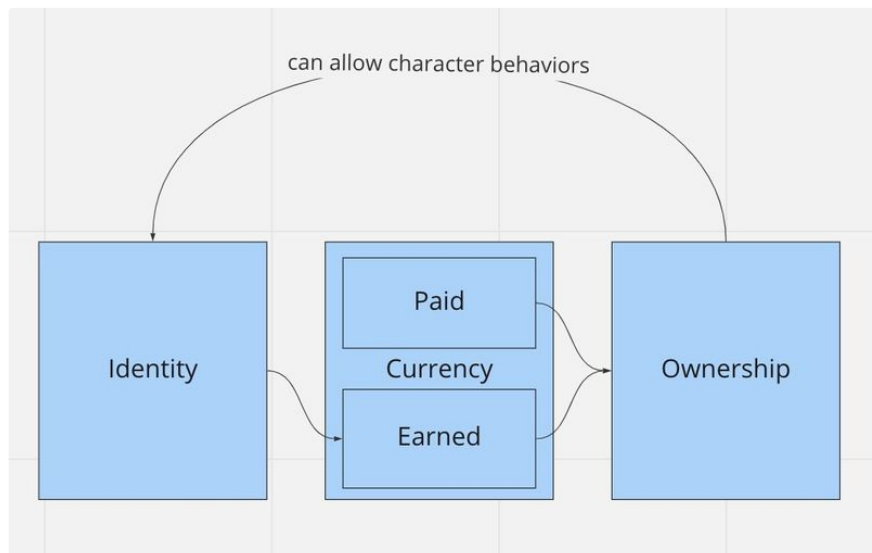 can allow character behaviors
Identity
Paid
Currency
Earned
Ownership